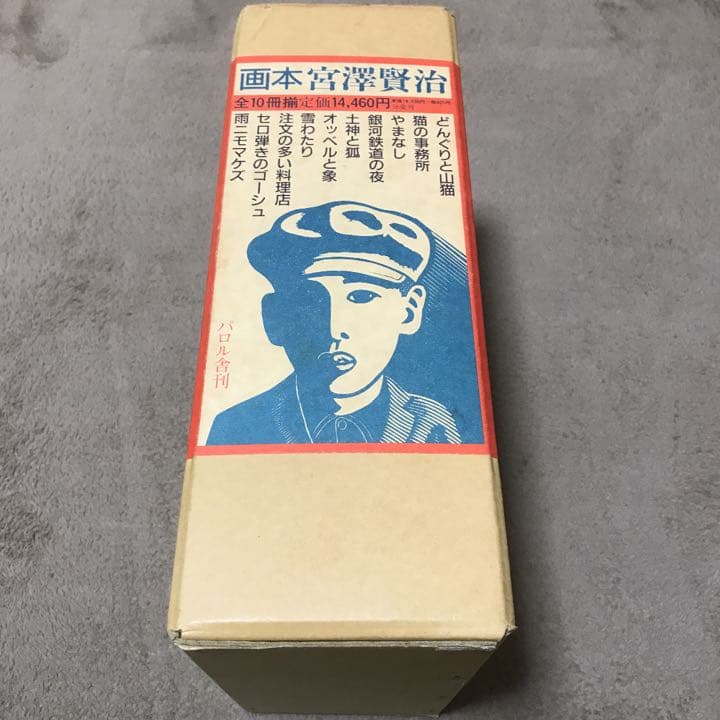 画本 宮澤賢治
全10冊揃定価14,460円
分売可
どんぐりと山猫
猫の事務所
やまなし
銀河鉄道の夜
土神と狐
オッベルと象
雪わたり
注文の多い料理店
セロ弾きのゴーシュ
雨ニモマケズ
パロル舎刊